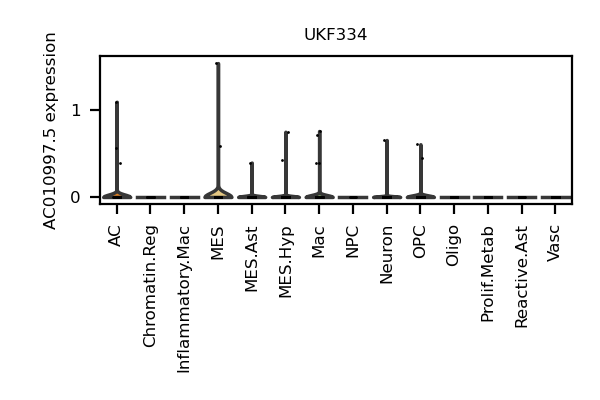 UKF334
AC010997.5 expression
1
0
AC
Chromatin.Reg
Inflammatory.Mac
MES
MES.Ast
MES.Hyp
Mac
NPC
Neuron
OPC
Oligo
Prolif.Metab
Reactive.Ast
Vasc